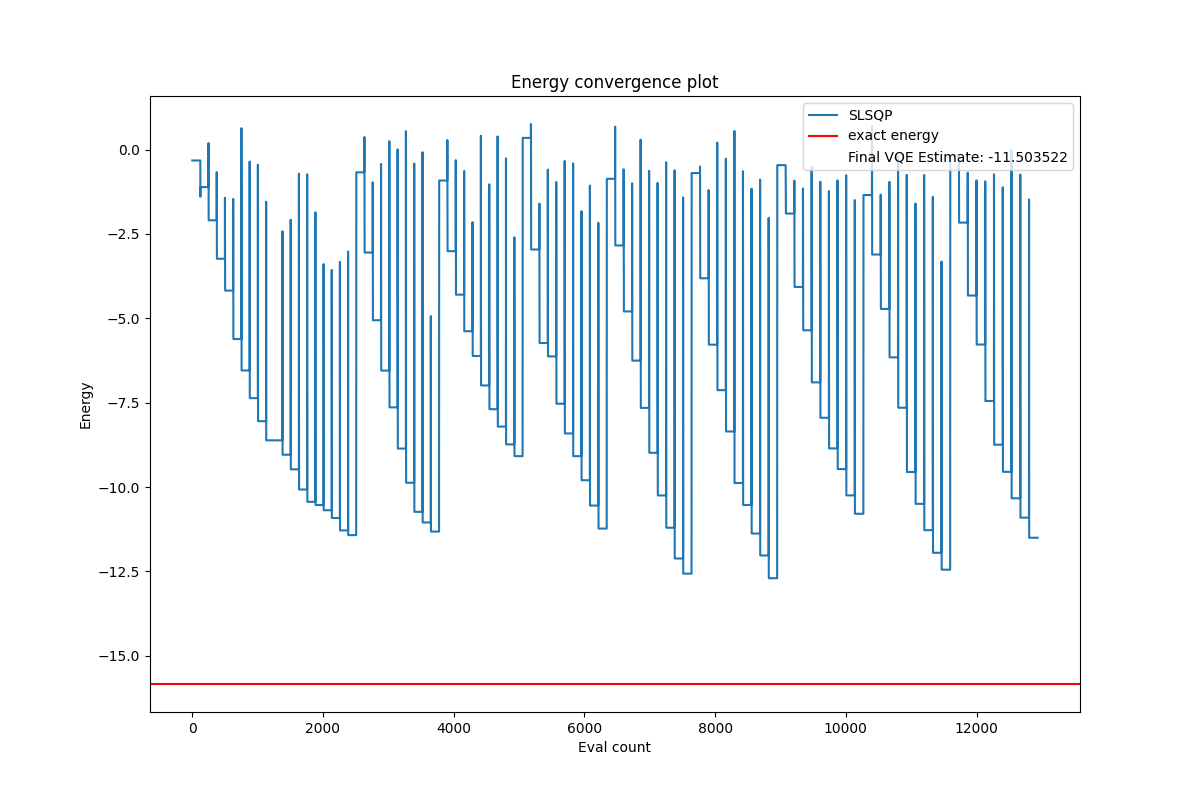 Energy convergence plot
SLSQP
exact energy
Final VQE Estimate: -11.503522
0.0
−2.5
−5.0
−7.5
−10.0
−12.5
−15.0
Energy
0 2000 4000 6000 8000 10000 12000
Eval count